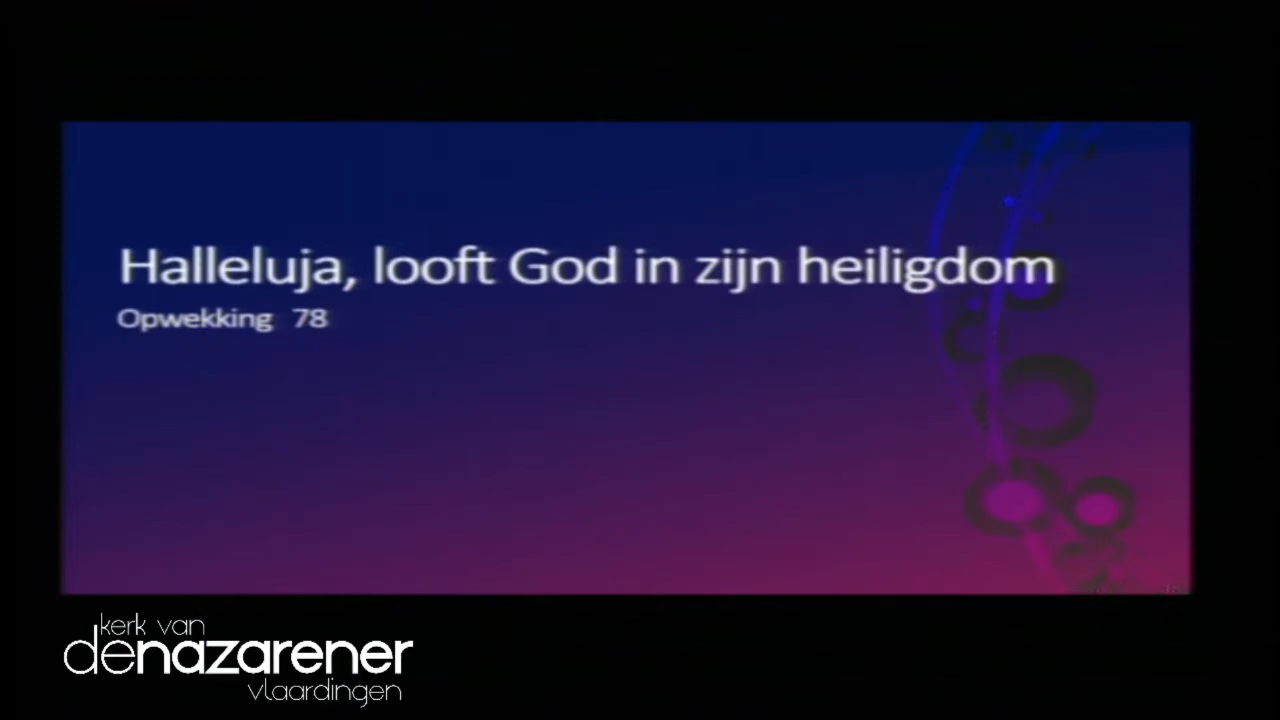 Halleluja, looft God in zijn heiligdom
Opwekking 78
kerk van
denazarener
vlaardingen